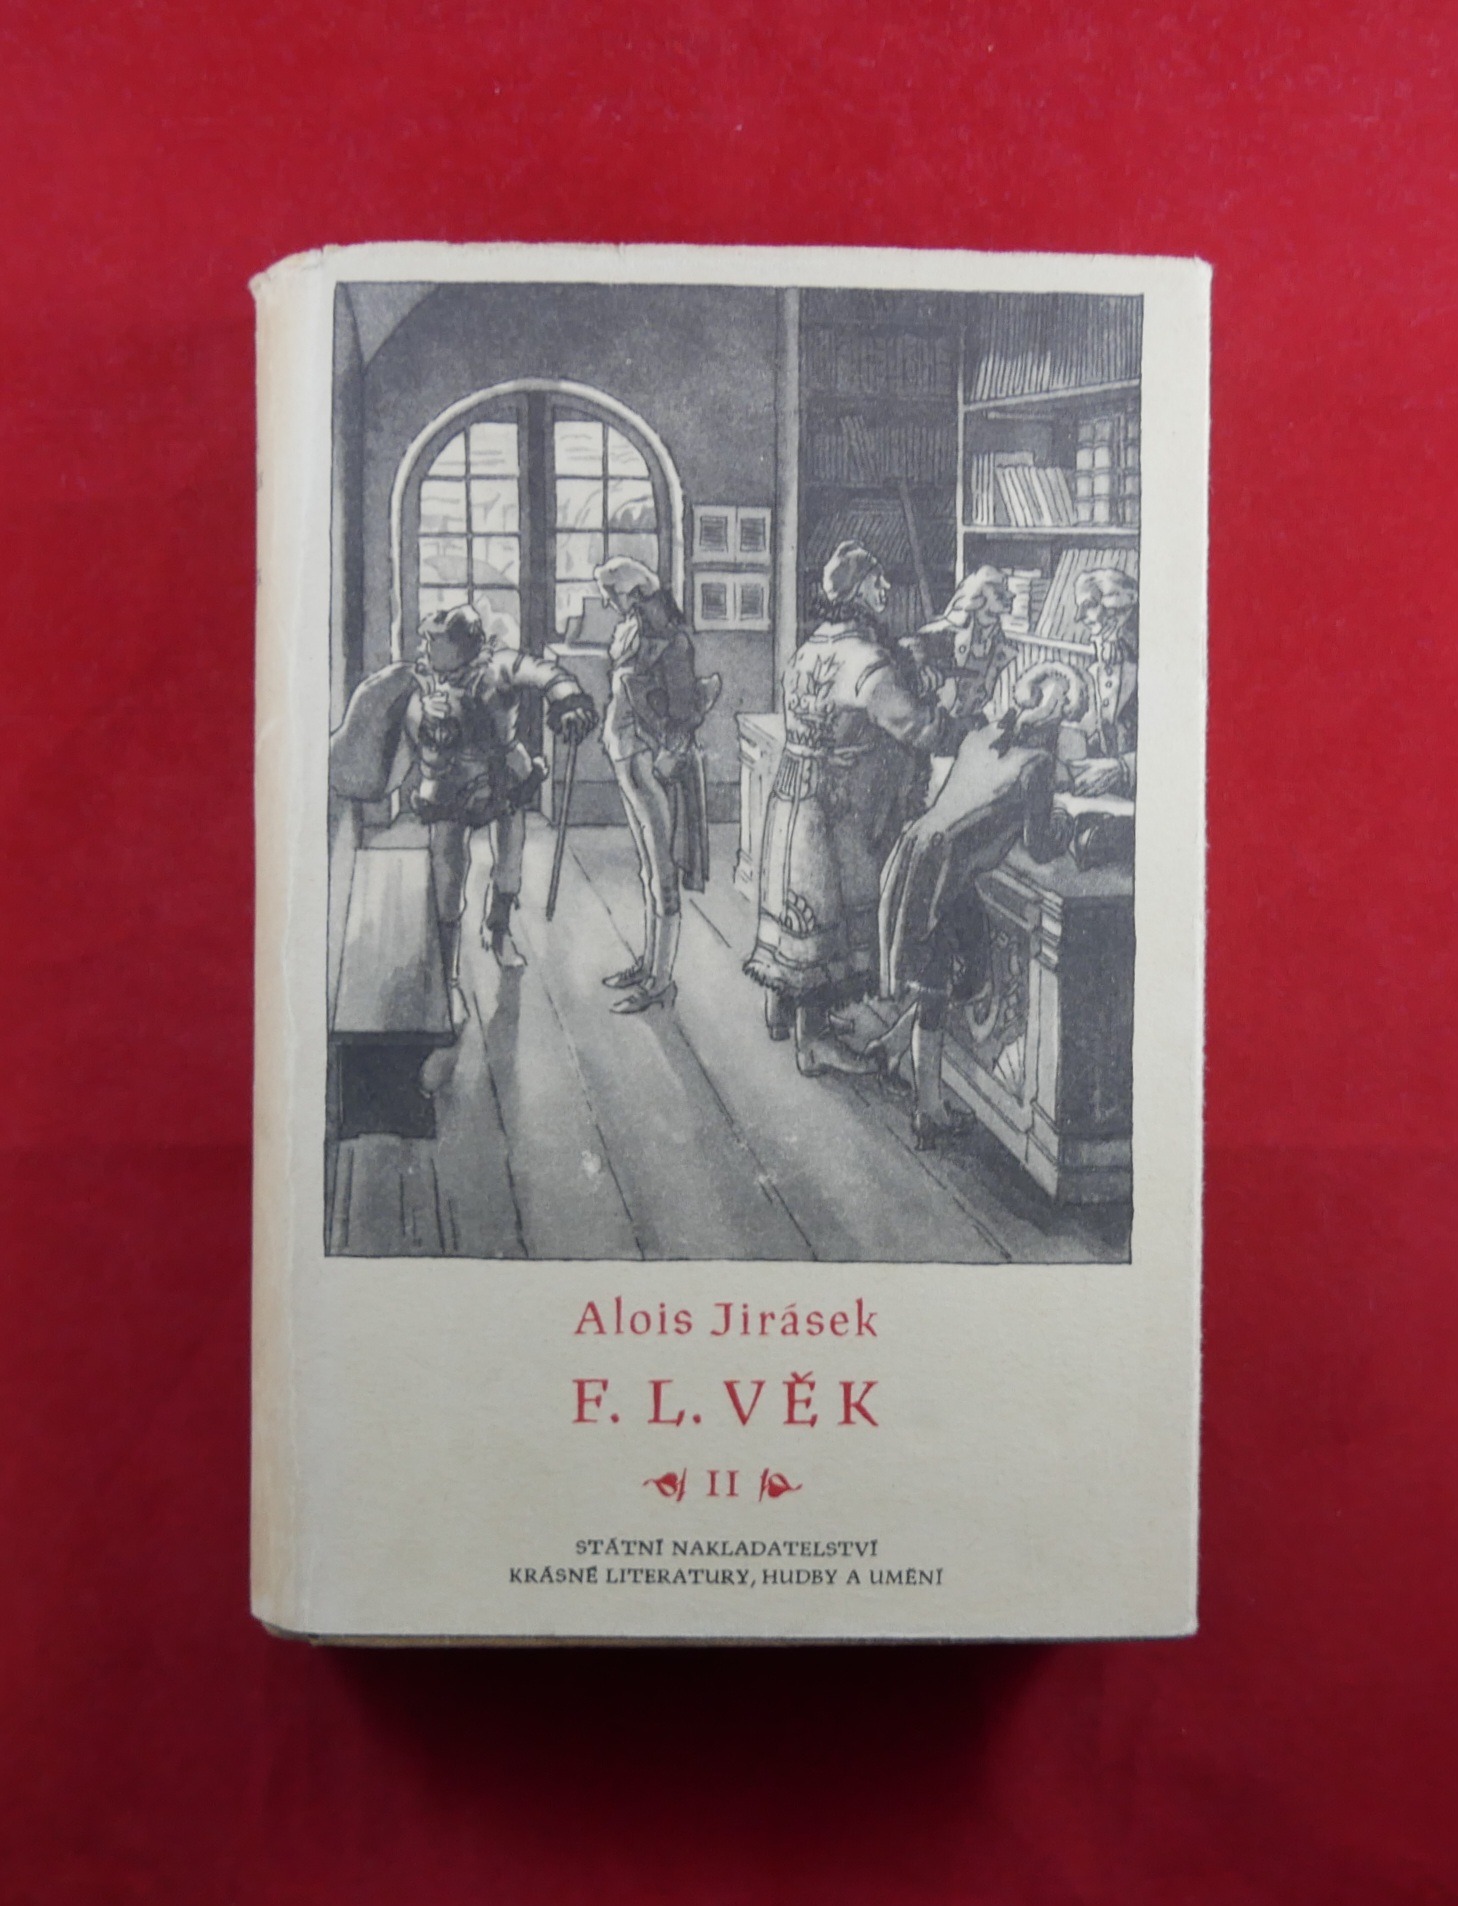 Alois Jirásek
F. L. VĚK
II
STÁTNÍ NAKLADATELSTVÍ
KRÁSNÉ LITERATURY, HUDBY A UMĚNÍ